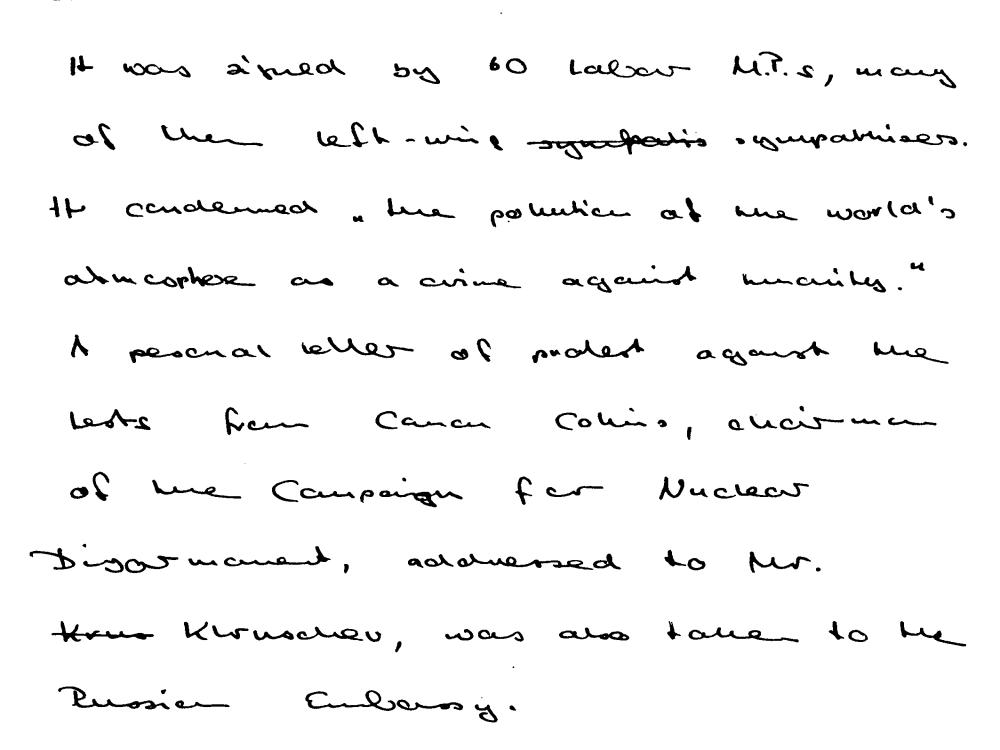 It was signed by 60 Labour M.P.s, many
of them left-wing sympatis sympathisers.
It condemned "the pollution of the world's
atmosphere as a crime against humanity."
A personal letter of protest against the
tests from Canon Collins, chairman
of the Campaign for Nuclear
Disarmament, addressed to Mr.
Krus Khruschev, was also taken to the
Russian Embassy.